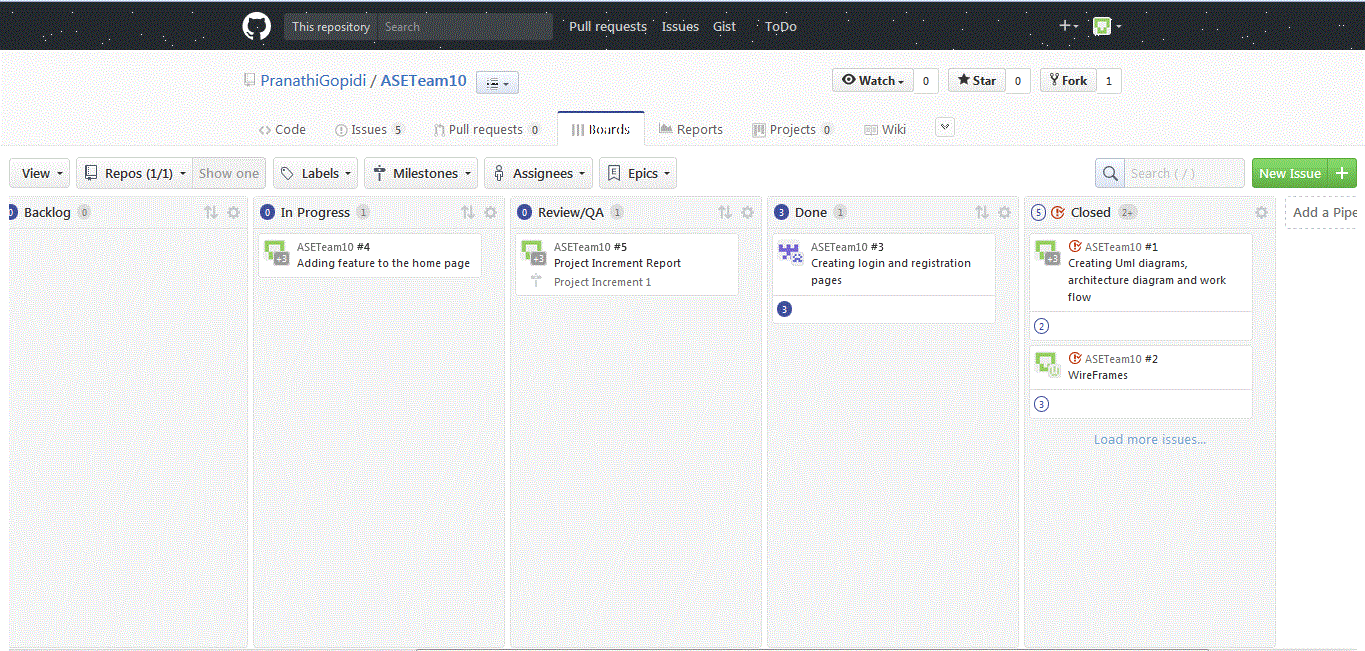 This repository Search Pull requests Issues Gist ToDo
PranathiGopidi / ASETeam10 Watch 0 Star 0 Fork 1
Code Issues 5 Pull requests 0 Boards Reports Projects 0 Wiki
View Repos (1/1) Show one Labels Milestones Assignees Epics Search ( / ) New Issue +
0 Backlog 0
0 In Progress 1
ASETeam10 #4
+3
Adding feature to the home page
0 Review/QA 1
ASETeam10 #5
+3
Project Increment Report
Project Increment 1
3 Done 1
ASETeam10 #3
Creating login and registration
pages
3
5 Closed 2+
ASETeam10 #1
+3
Creating Uml diagrams,
architecture diagram and work
flow
2
ASETeam10 #2
WireFrames
3
Load more issues...
Add a Pipe